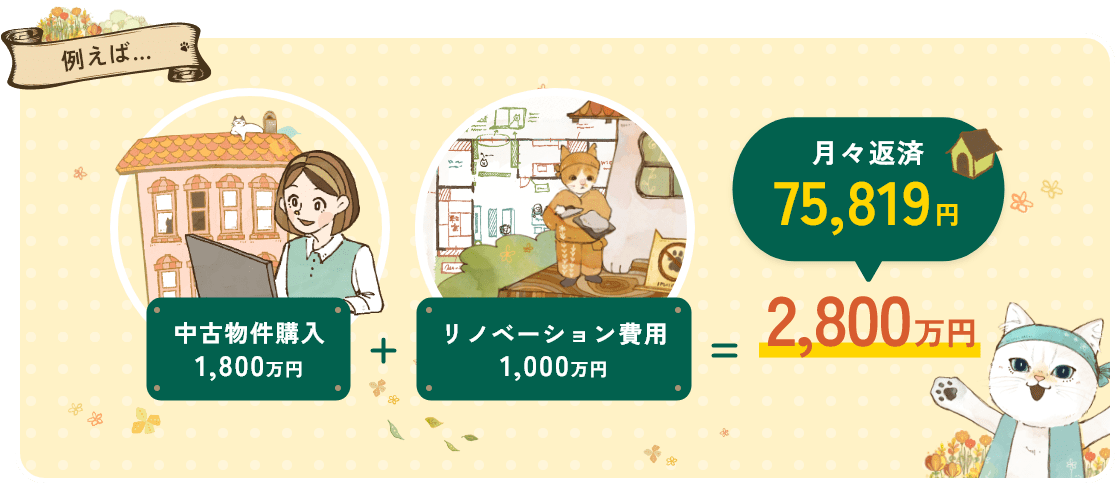 例えば...
中古物件購入
1,800万円
+
リノベーション費用
1,000万円
=
月々返済
75,819円
2,800万円